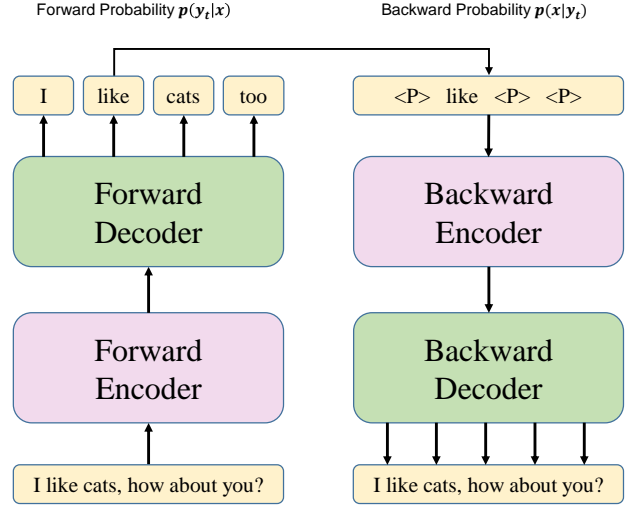 Forward Probability p(y_t|x)
Backward Probability p(x|y_t)
I like cats too
<P> like <P> <P>
Forward
Decoder
Backward
Encoder
Forward
Encoder
Backward
Decoder
I like cats, how about you?
I like cats, how about you?